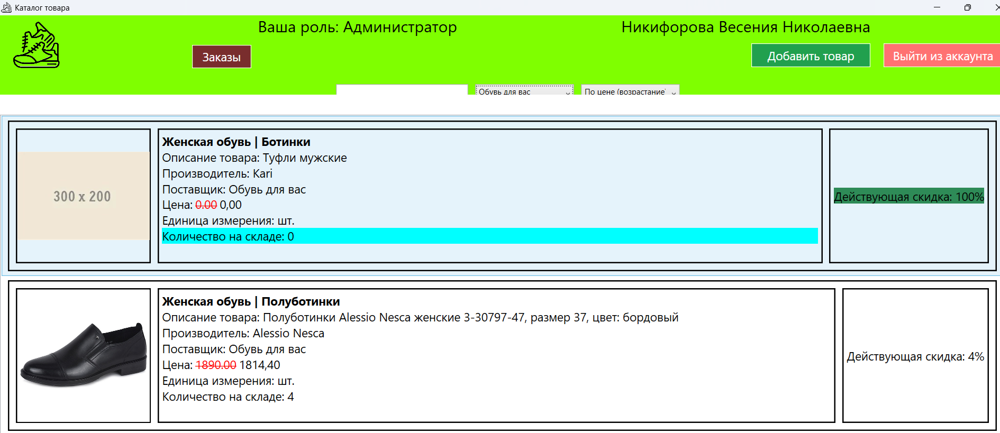 Каталог товара
Ваша роль: Администратор
Никифорова Весения Николаевна
Заказы
Добавить товар
Выйти из аккаунта
Обувь для вас
По цене (возрастание)
300 x 200
Женская обувь | Ботинки
Описание товара: Туфли мужские
Производитель: Kari
Поставщик: Обувь для вас
Цена: 0.00 0,00
Единица измерения: шт.
Количество на складе: 0
Действующая скидка: 100%
Женская обувь | Полуботинки
Описание товара: Полуботинки Alessio Nesca женские 3-30797-47, размер 37, цвет: бордовый
Производитель: Alessio Nesca
Поставщик: Обувь для вас
Цена: 1890.00 1814,40
Единица измерения: шт.
Количество на складе: 4
Действующая скидка: 4%